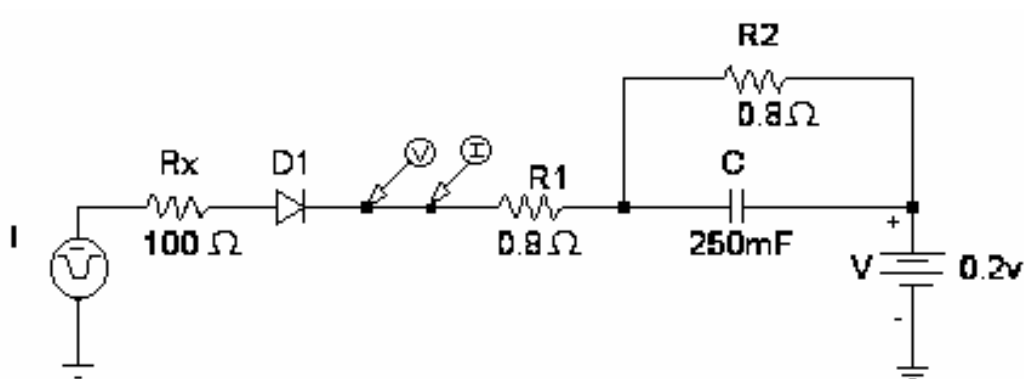 R2
0.8Ω
Rx
D1
V
I
R1
C
I
100 Ω
0.8Ω
250mF
+
V
0.2v
-